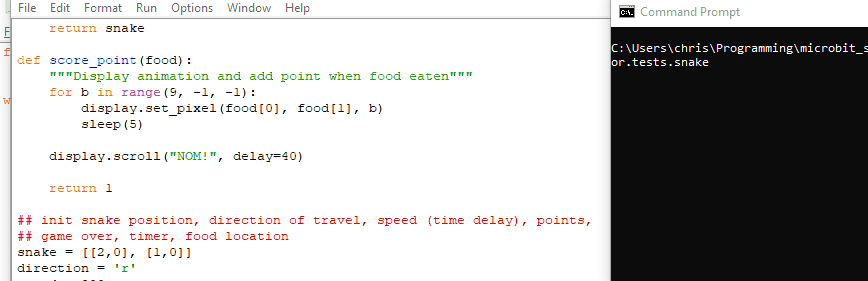 File Edit Format Run Options Window Help
return snake
def score_point(food):
"""Display animation and add point when food eaten"""
for b in range(9, -1, -1):
display.set_pixel(food[0], food[1], b)
sleep(5)
display.scroll("NOM!", delay=40)
return 1
## init snake position, direction of travel, speed (time delay), points,
## game over, timer, food location
snake = [[2,0], [1,0]]
direction = 'r'
Command Prompt
C:\Users\chris\Programming\microbit_s
or.tests.snake